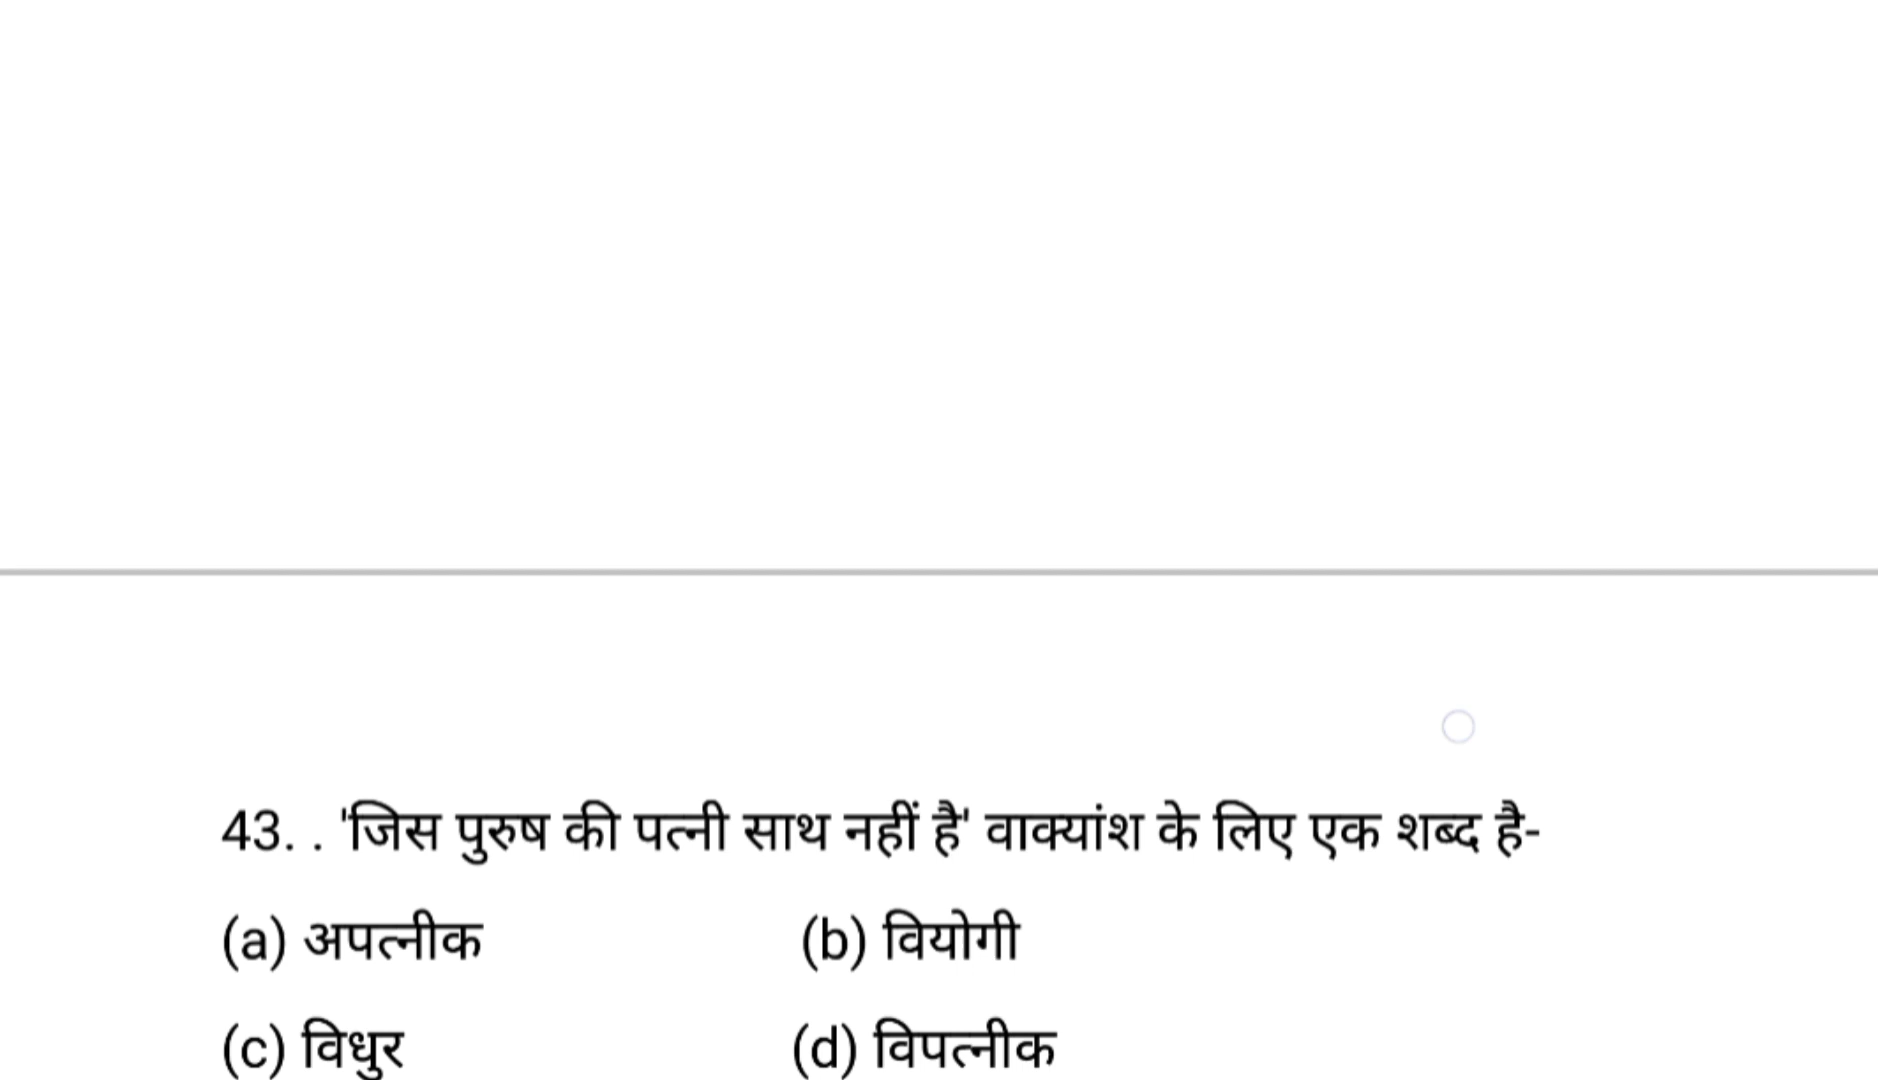 43. . 'जिस पुरुष की पत्नी साथ नहीं है' वाक्यांश के लिए एक शब्द है-
(a) अपत्नीक (b) वियोगी
(c) विधुर (d) विपत्नीक